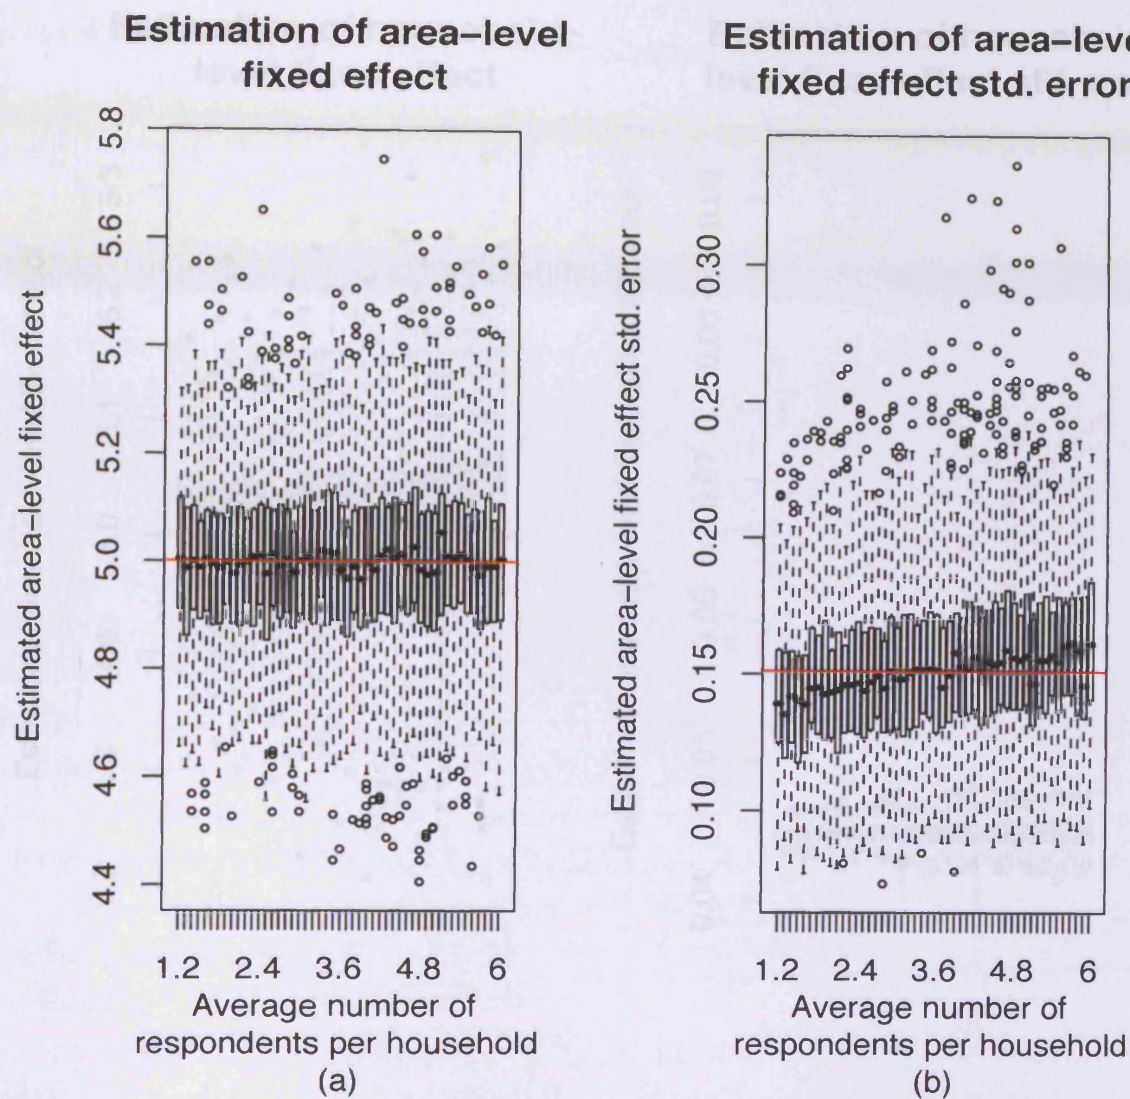 Estimation of area–level
fixed effect
Estimated area–level fixed effect
5.8
5.6
5.4
5.2
5.0
4.8
4.6
4.4
1.2 2.4 3.6 4.8 6
Average number of
respondents per household
(a)
Estimation of
fixed effect std. error
Estimated area–level fixed effect std. error
0.30
0.25
0.20
0.15
0.10
1.2 2.4 3.6 4.8 6
Average number of
respondents per household
(b)